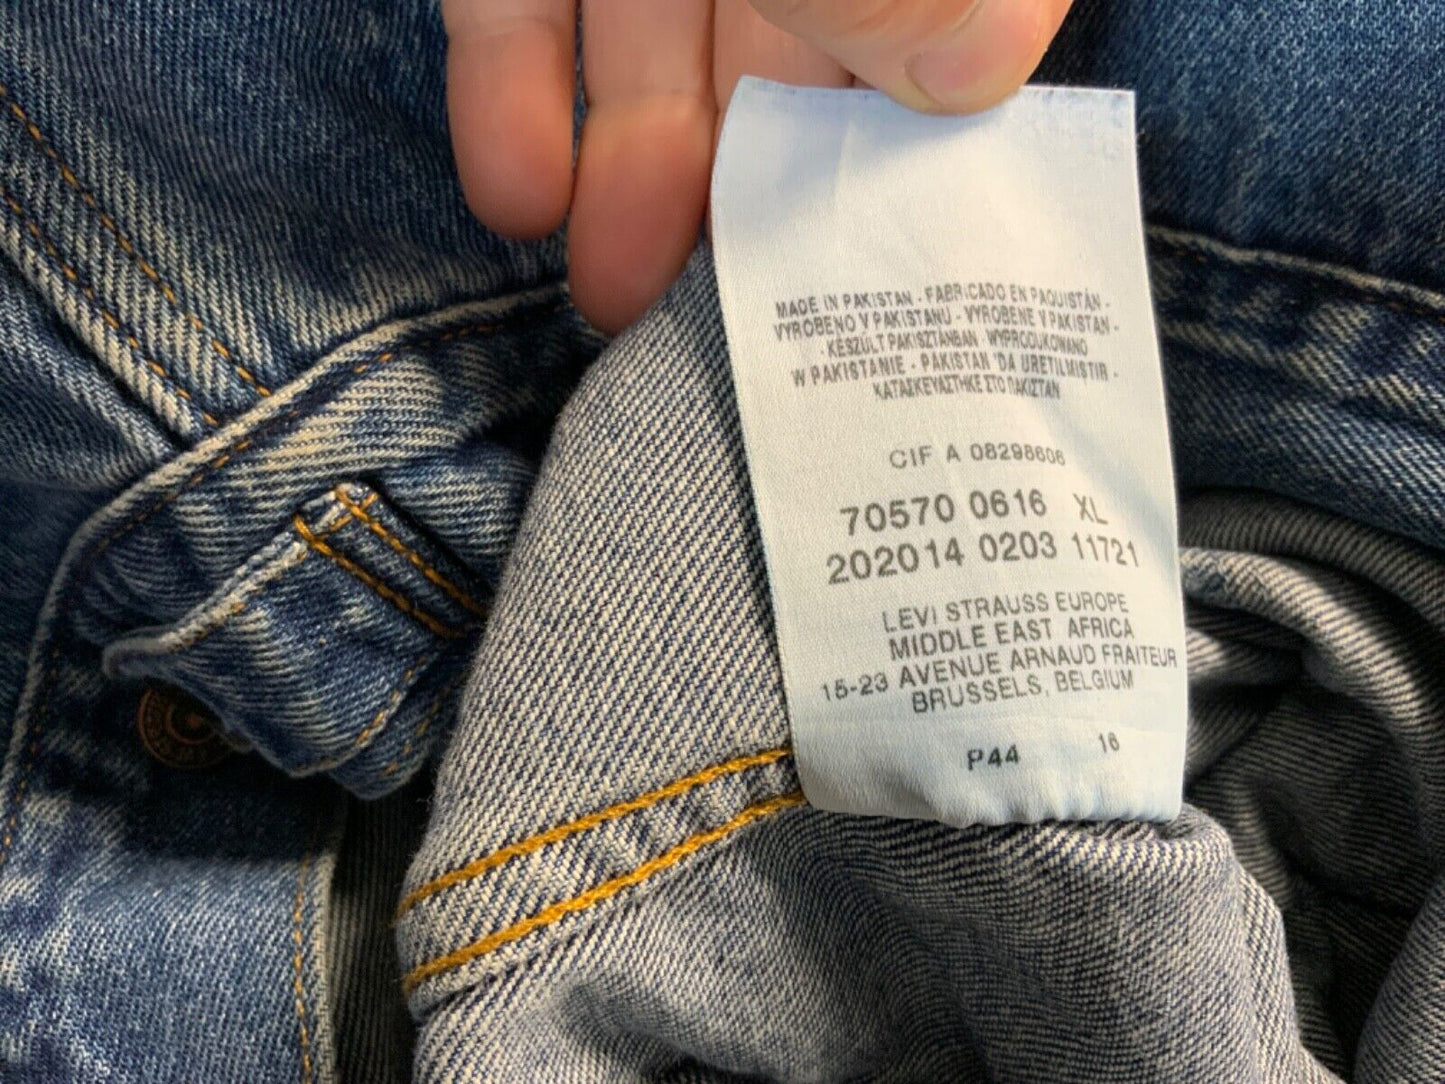 MADE IN PAKISTAN - FABRICADO EN PAQUISTÁN -
VYROBENO V PAKISTANU - VYROBENE V PAKISTAN -
- KÉSZÜLT PAKISZTÁNBAN WYPRODUKOWANO
W PAKISTANIE - PAKISTAN 'DA URETILMISTIR -
ΚΑΤΑΣΚΕΥΑΣΤΗΚΕ ΣΤΟ ΠΑΚΙΣΤΑΝ
CIF A 08298606
70570 0616 XL
202014 0203 11721
LEVI STRAUSS EUROPE
MIDDLE EAST AFRICA
15-23 AVENUE ARNAUD FRAITEUR
BRUSSELS, BELGIUM
P44 16